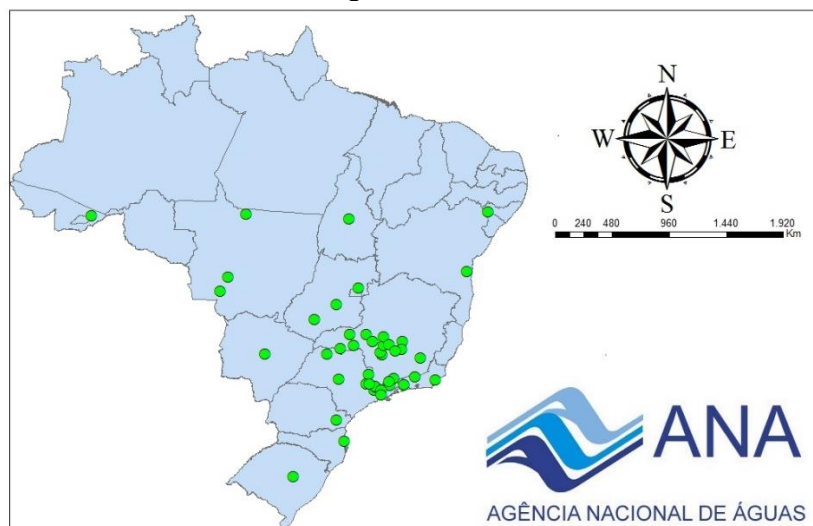 N
W E
S
0 240 480 960 1.440 1.920
Km
ANA
AGÊNCIA NACIONAL DE ÁGUAS